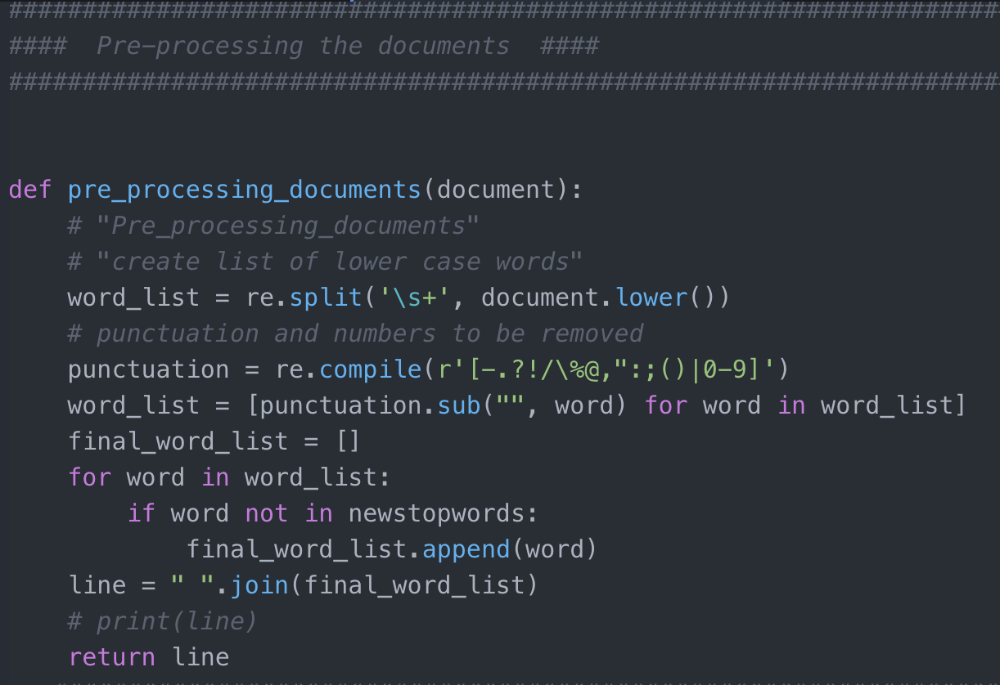 ####################################################################
####  Pre-processing the documents  ####
####################################################################
def pre_processing_documents(document):
    # "Pre_processing_documents"
    # "create list of lower case words"
    word_list = re.split('\s+', document.lower())
    # punctuation and numbers to be removed
    punctuation = re.compile(r'[-.?!/\%@,":;()|0-9]')
    word_list = [punctuation.sub("", word) for word in word_list]
    final_word_list = []
    for word in word_list:
        if word not in newstopwords:
            final_word_list.append(word)
    line = " ".join(final_word_list)
    # print(line)
    return line